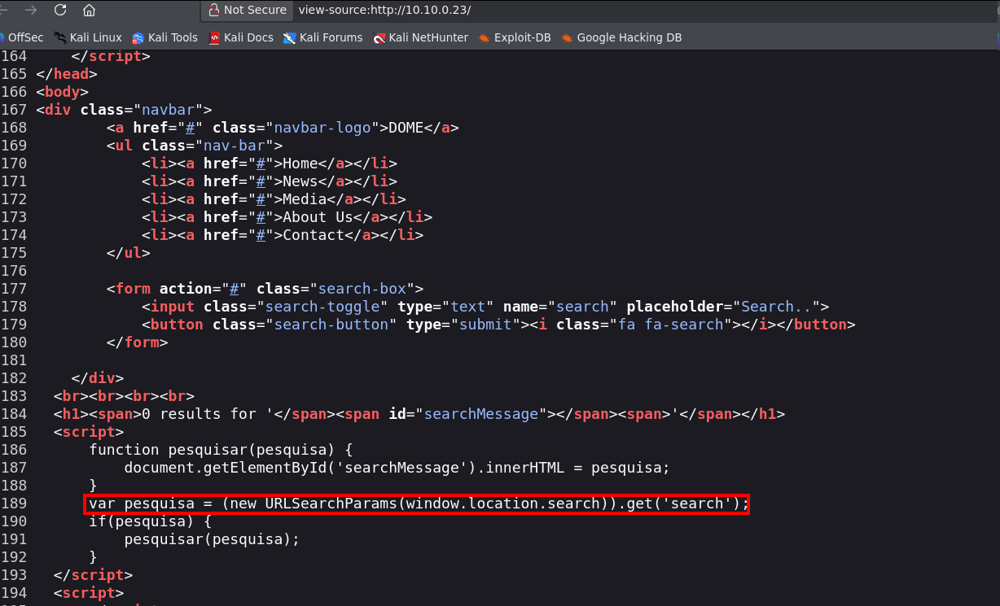 Not Secure view-source:http://10.10.0.23/
OffSec Kali Linux Kali Tools Kali Docs Kali Forums Kali NetHunter Exploit-DB Google Hacking DB
164 </script>
165 </head>
166 <body>
167 <div class="navbar">
168 <a href="#" class="navbar-logo">DOME</a>
169 <ul class="nav-bar">
170 <li><a href="#">Home</a></li>
171 <li><a href="#">News</a></li>
172 <li><a href="#">Media</a></li>
173 <li><a href="#">About Us</a></li>
174 <li><a href="#">Contact</a></li>
175 </ul>
176
177 <form action="#" class="search-box">
178 <input class="search-toggle" type="text" name="search" placeholder="Search..">
179 <button class="search-button" type="submit"><i class="fa fa-search"></i></button>
180 </form>
181
182 </div>
183 <br><br><br><br>
184 <h1><span>0 results for '</span><span id="searchMessage"></span><span>'</span></h1>
185 <script>
186 function pesquisar(pesquisa) {
187 document.getElementById('searchMessage').innerHTML = pesquisa;
188 }
189 var pesquisa = (new URLSearchParams(window.location.search)).get('search');
190 if(pesquisa) {
191 pesquisar(pesquisa);
192 }
193 </script>
194 <script>